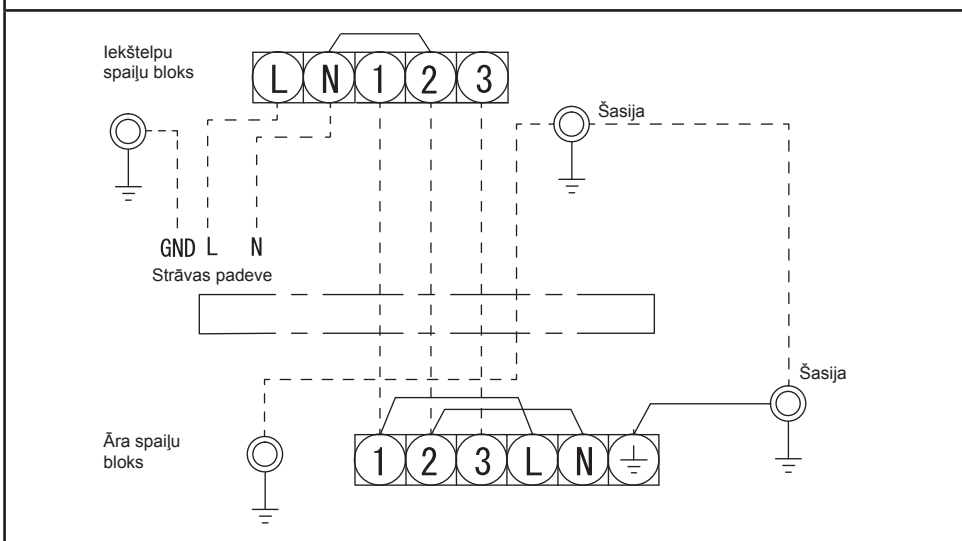 Iekštelpu
spaiļu bloks
L N 1 2 3
Šasija
GND L N
Strāvas padeve
Šasija
Āra spaiļu
bloks
1 2 3 L N